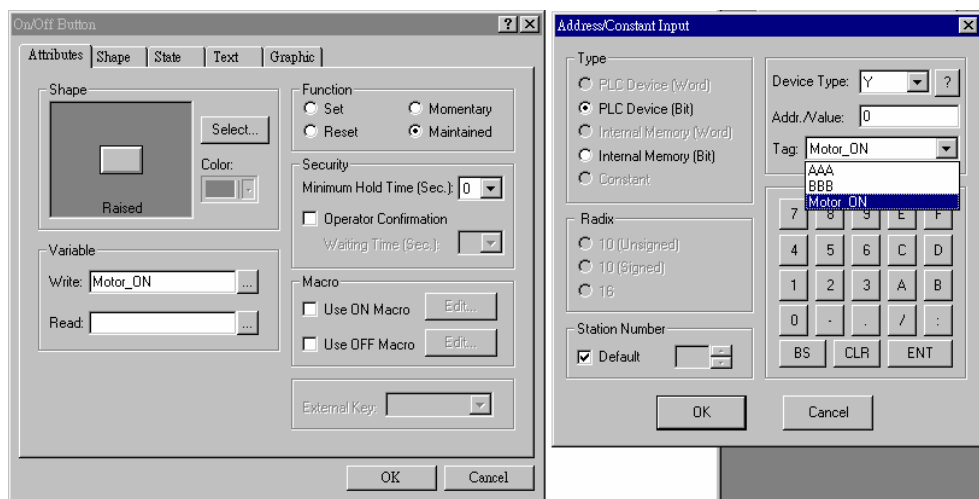 On/Off Button
Attributes Shape State Text Graphic
Shape
Select...
Color:
Raised
Variable
Write: Motor_ON ...
Read: ...
Function
Set Momentary
Reset Maintained
Security
Minimum Hold Time (Sec.): 0
Operator Confirmation
Waiting Time (Sec.):
Macro
Use ON Macro Edit...
Use OFF Macro Edit...
External Key:
OK Cancel
Address/Constant Input
Type
PLC Device (Word)
PLC Device (Bit)
Internal Memory (Word)
Internal Memory (Bit)
Constant
Radix
10 (Unsigned)
10 (Signed)
16
Station Number
Default
Device Type: Y ?
Addr./Value: 0
Tag: Motor_ON
AAA
BBB
Motor_ON
7 8 9 E F
4 5 6 C D
1 2 3 A B
0 - . / :
BS CLR ENT
OK Cancel